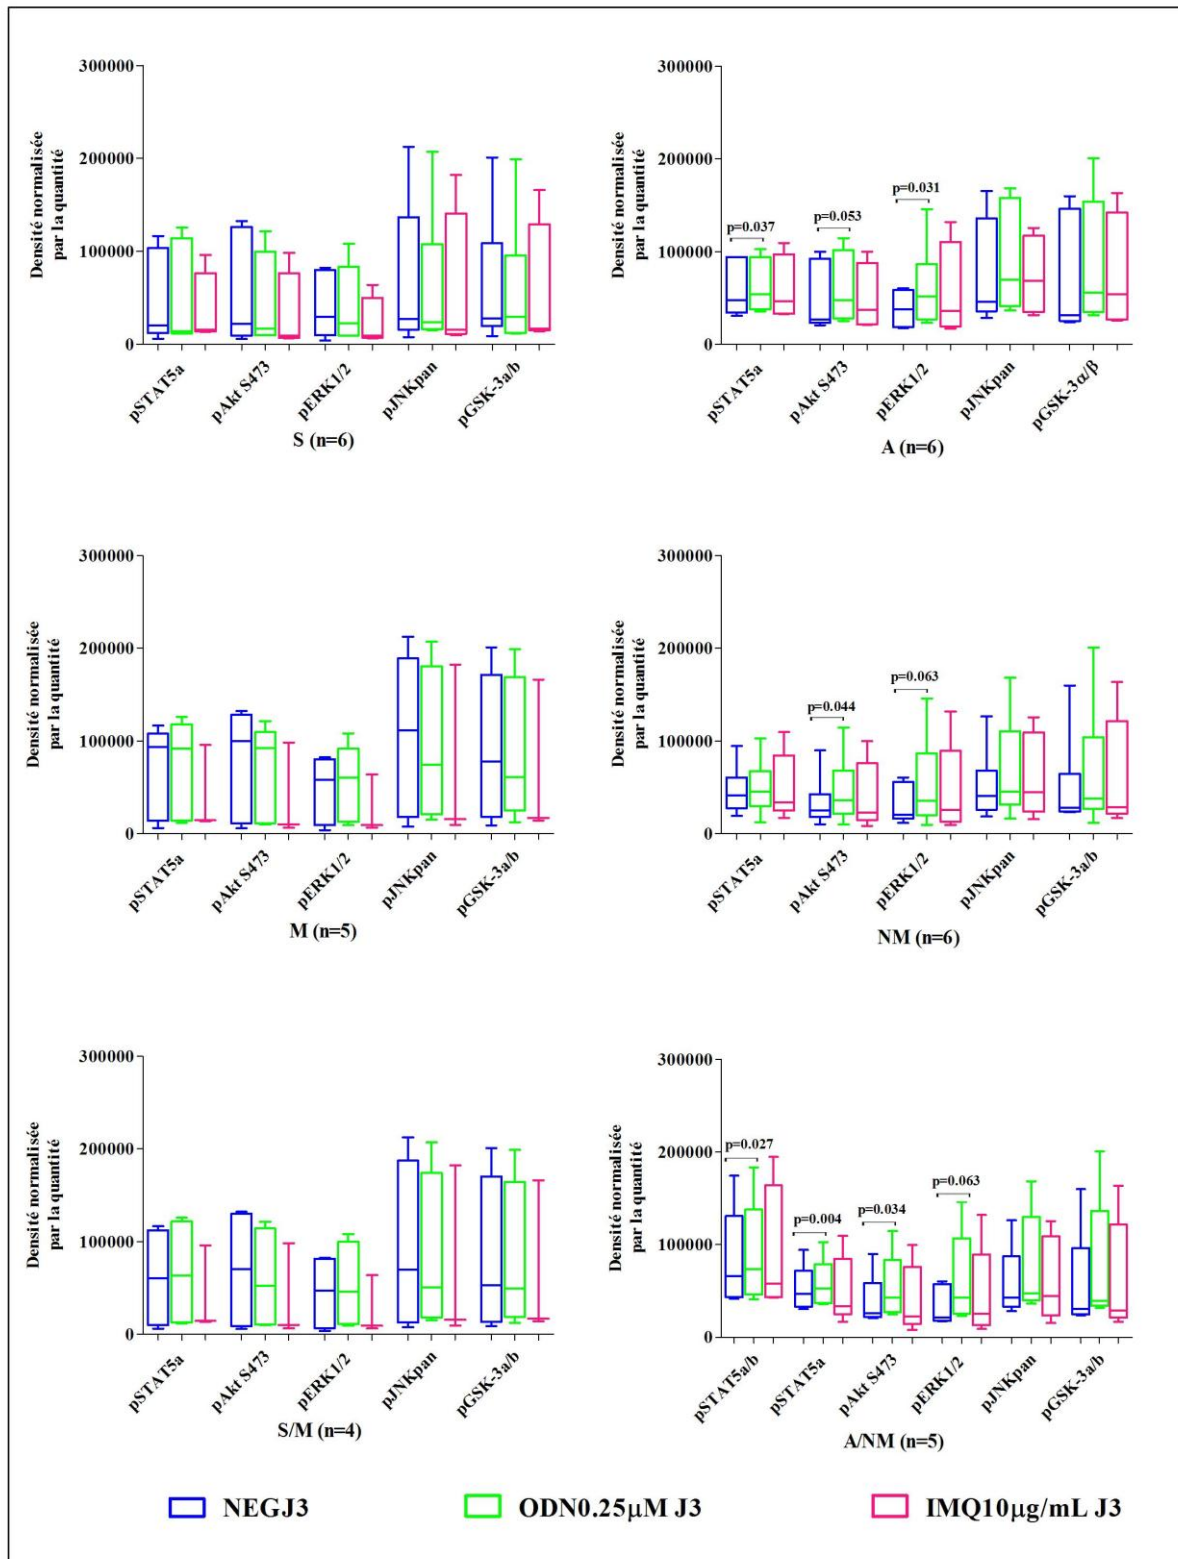 Densité normalisée
par la quantité
300000
200000
100000
0
pSTAT5a
pAkt S473
pERK1/2
pJNKpan
pGSK-3a/b
S (n=6)
Densité normalisée
par la quantité
300000
200000
100000
0
p=0.037
p=0.053
p=0.031
pSTAT5a
pAkt S473
pERK1/2
pJNKpan
pGSK-3α/β
A (n=6)
Densité normalisée
par la quantité
300000
200000
100000
0
pSTAT5a
pAkt S473
pERK1/2
pJNKpan
pGSK-3a/b
M (n=5)
Densité normalisée
par la quantité
300000
200000
100000
0
p=0.044
p=0.063
pSTAT5a
pAkt S473
pERK1/2
pJNKpan
pGSK-3a/b
NM (n=6)
Densité normalisée
par la quantité
300000
200000
100000
0
pSTAT5a
pAkt S473
pERK1/2
pJNKpan
pGSK-3a/b
S/M (n=4)
Densité normalisée
par la quantité
300000
200000
100000
0
p=0.027
p=0.004
p=0.034
p=0.063
pSTAT5a/b
pSTAT5a
pAkt S473
pERK1/2
pJNKpan
pGSK-3a/b
A/NM (n=5)
NEGJ3
ODN0.25μM J3
IMQ10μg/mL J3